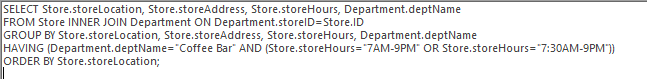 SELECT Store.storeLocation, Store.storeAddress, Store.storeHours, Department.deptName
FROM Store INNER JOIN Department ON Department.storeID=Store.ID
GROUP BY Store.storeLocation, Store.storeAddress, Store.storeHours, Department.deptName
HAVING (Department.deptName="Coffee Bar" AND (Store.storeHours="7AM-9PM" OR Store.storeHours="7:30AM-9PM"))
ORDER BY Store.storeLocation;